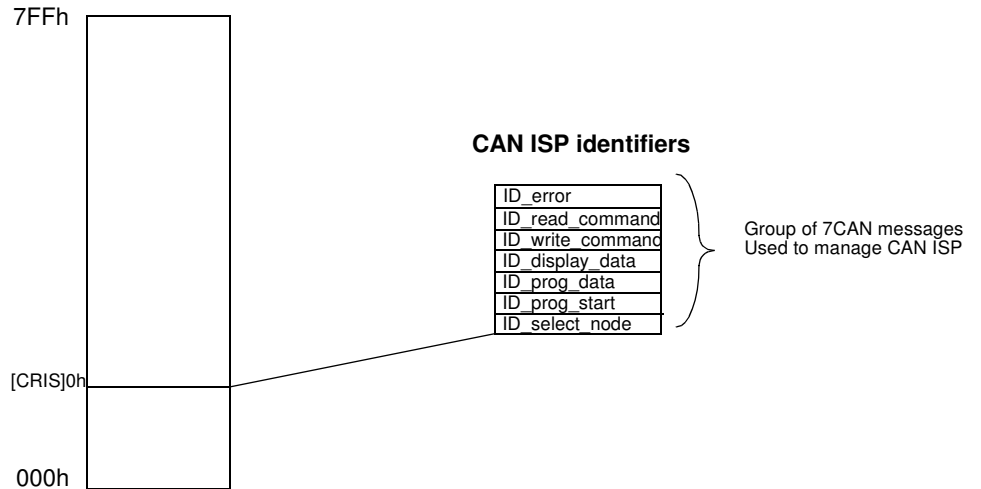 7FFh
CAN ISP identifiers
ID_error
ID_read_command
ID_write_command
ID_display_data
ID_prog_data
ID_prog_start
ID_select_node
Group of 7CAN messages
Used to manage CAN ISP
[CRIS]0h
000h